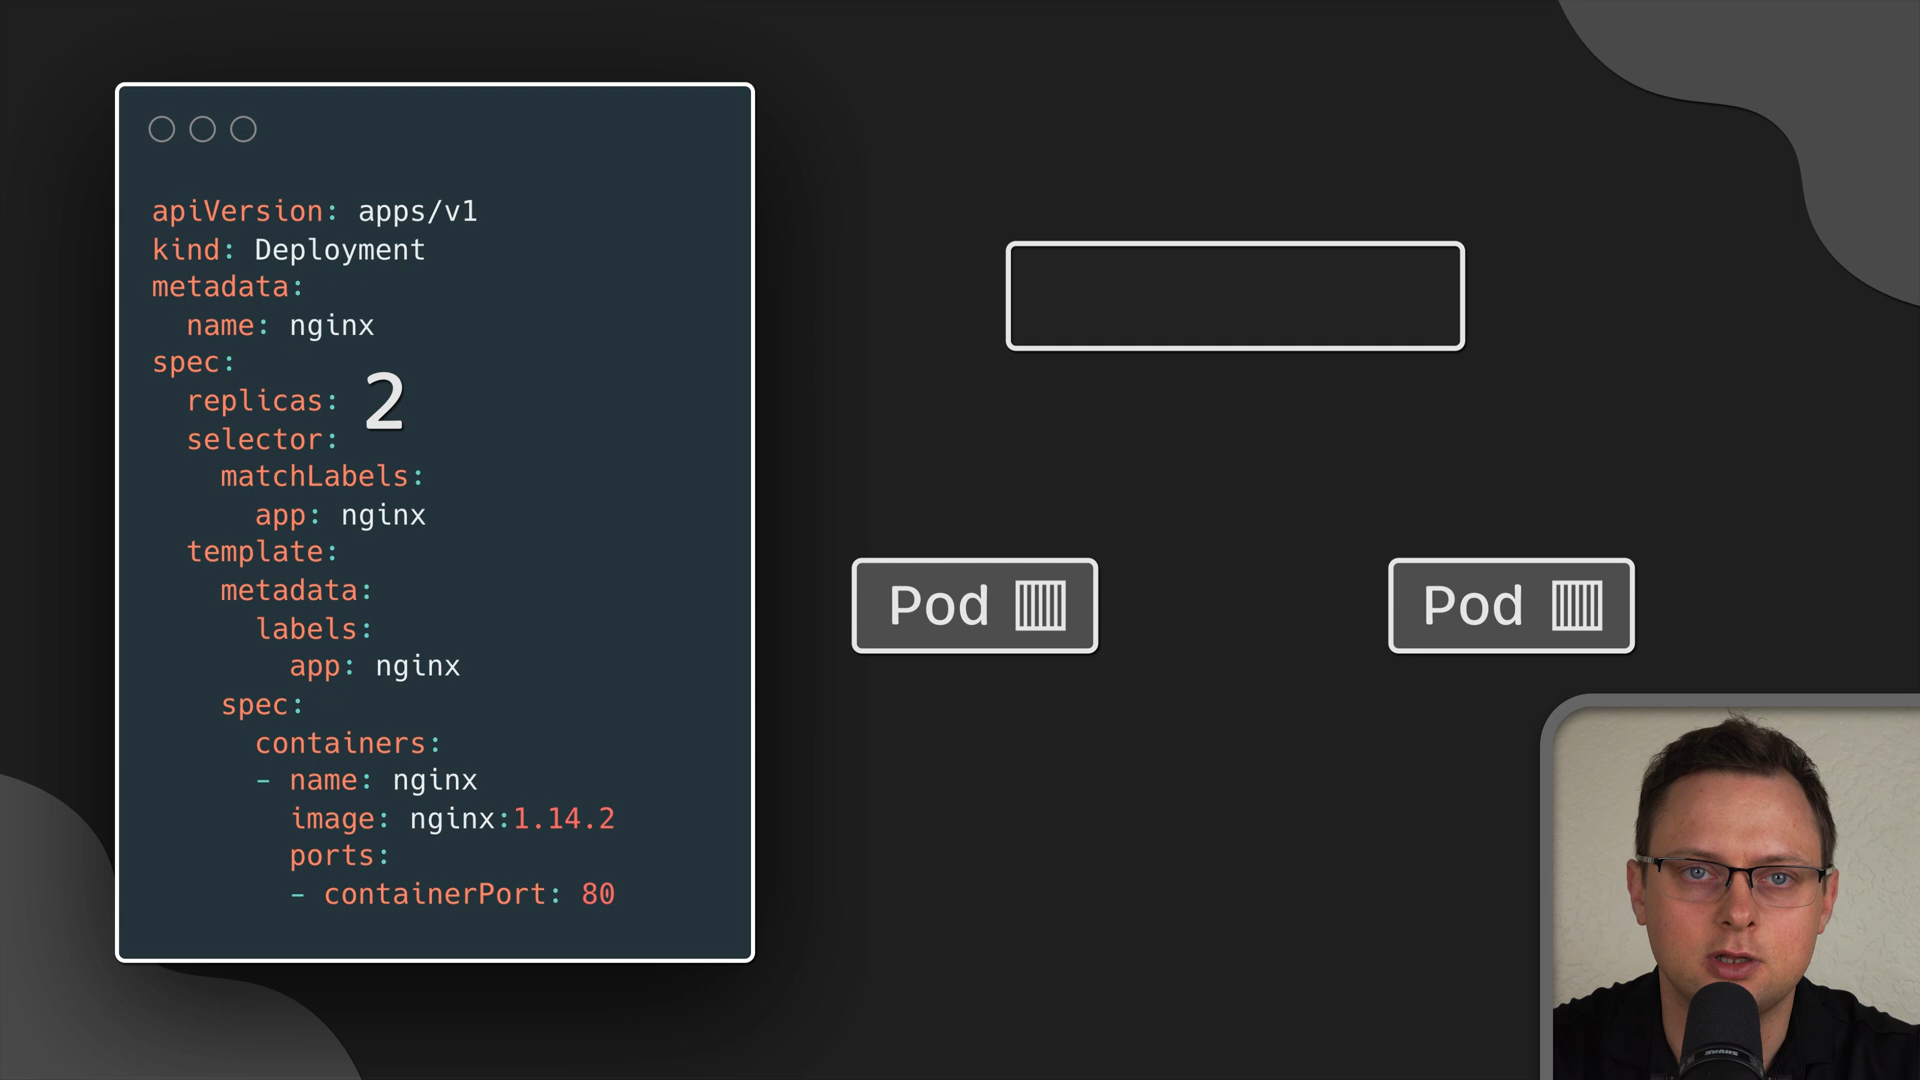 apiVersion: apps/v1
kind: Deployment
metadata:
  name: nginx
spec:
  replicas: 2
  selector:
    matchLabels:
      app: nginx
  template:
    metadata:
      labels:
        app: nginx
    spec:
      containers:
      - name: nginx
        image: nginx:1.14.2
        ports:
        - containerPort: 80
Pod
Pod
SHURE